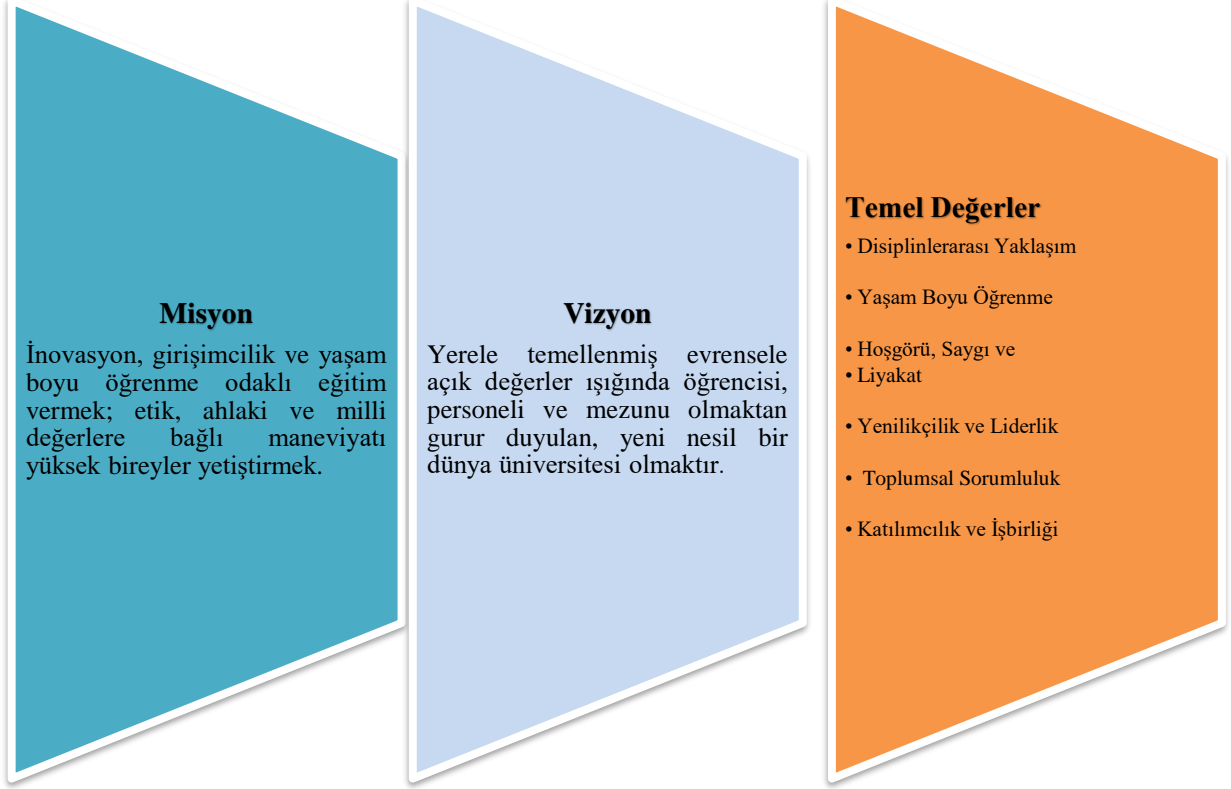 Misyon
İnovasyon, girişimcilik ve yaşam
boyu öğrenme odaklı eğitim
vermek; etik, ahlaki ve milli
değerlere bağlı maneviyatı
yüksek bireyler yetiştirmek.
Vizyon
Yerele temellenmiş evrensele
açık değerler ışığında öğrencisi,
personeli ve mezunu olmaktan
gurur duyulan, yeni nesil bir
dünya üniversitesi olmaktır.
Temel Değerler
• Disiplinlerarası Yaklaşım
• Yaşam Boyu Öğrenme
• Hoşgörü, Saygı ve
• Liyakat
• Yenilikçilik ve Liderlik
• Toplumsal Sorumluluk
• Katılımcılık ve İşbirliği